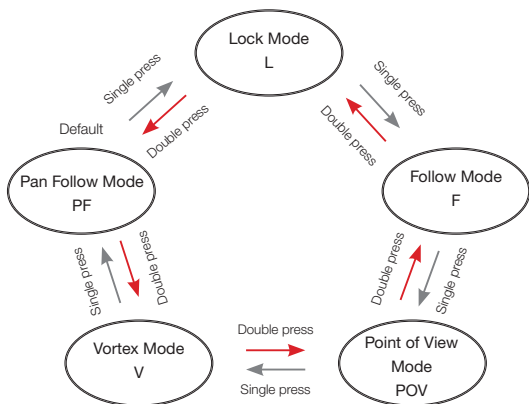 Lock Mode
L
Single press
Single press
Double press
Double press
Default
Pan Follow Mode
PF
Follow Mode
F
Single press
Double press
Double press
Single press
Double press
Single press
Vortex Mode
V
Point of View
Mode
POV